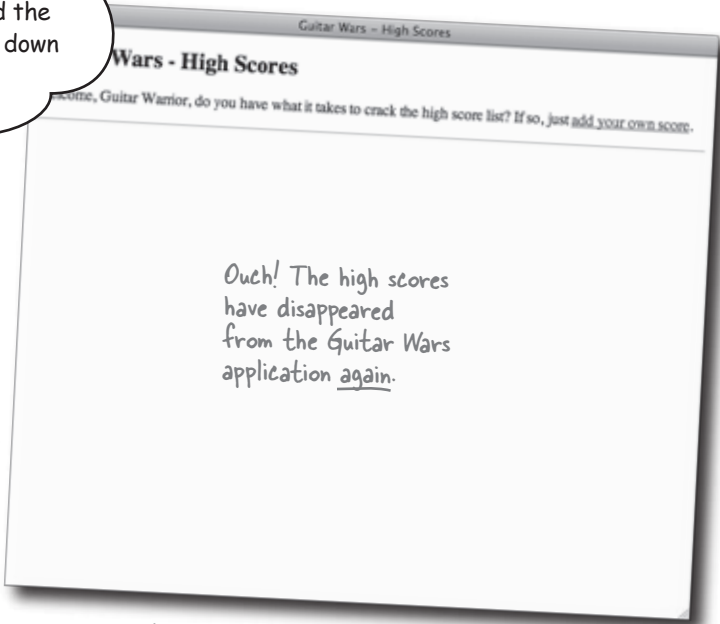 d the
down
Guitar Wars – High Scores
Wars - High Scores
Guitar Warrior, do you have what it takes to crack the high score list? If so, just add your own score.
Ouch! The high scores
have disappeared
from the Guitar Wars
application again.